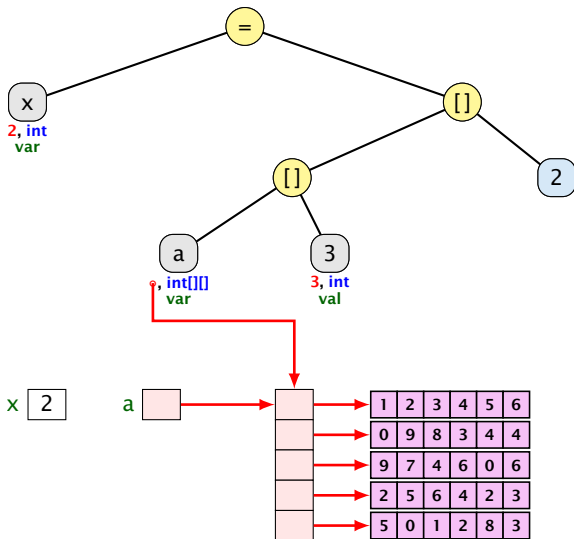 =
x
[]
2, int
var
[]
2
a
3
, int[][]
var
3, int
val
x 2
a
1 2 3 4 5 6
0 9 8 3 4 4
9 7 4 6 0 6
2 5 6 4 2 3
5 0 1 2 8 3